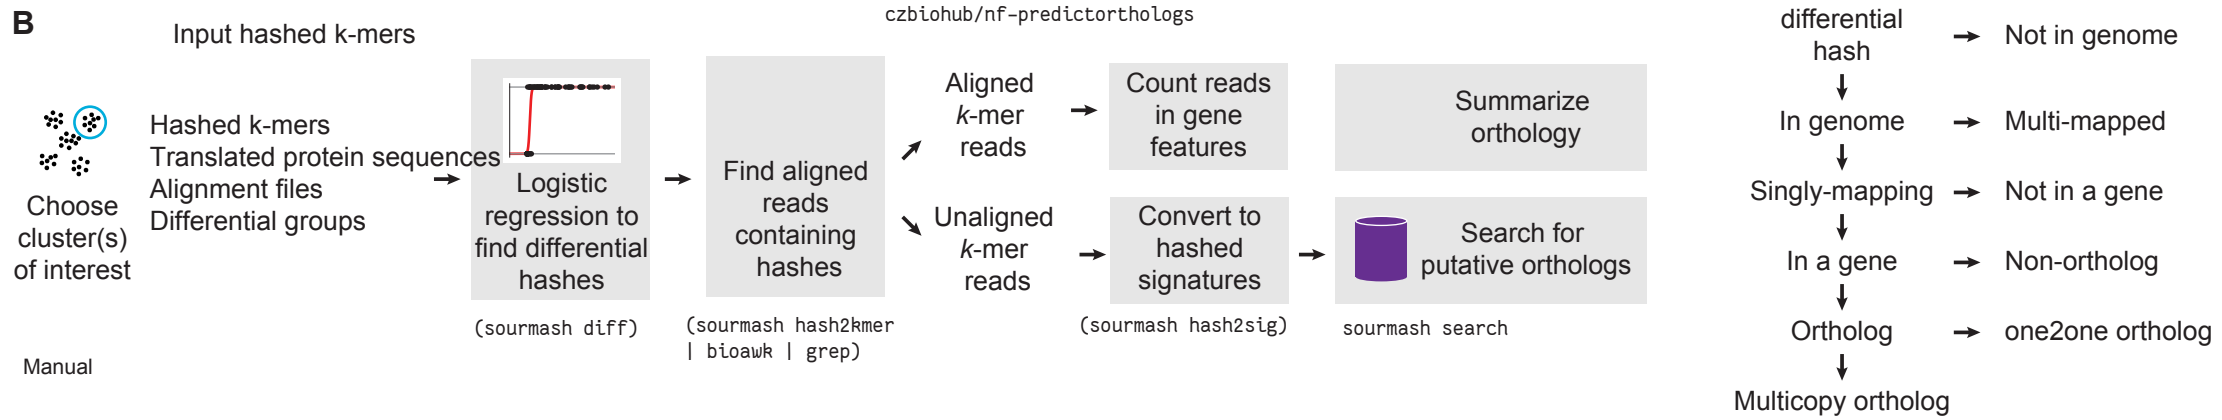 B
Input hashed k-mers
czbiohub/nf-predictorthologs
Choose
cluster(s)
of interest
Manual
Hashed k-mers
Translated protein sequences
Alignment files
Differential groups
Logistic
regression to
find differential
hashes
(sourmash diff)
Find aligned
reads
containing
hashes
(sourmash hash2kmer
| bioawk | grep)
Aligned
k-mer
reads
Count reads
in gene
features
Summarize
orthology
Unaligned
k-mer
reads
Convert to
hashed
signatures
(sourmash hash2sig)
Search for
putative orthologs
sourmash search
differential
hash
Not in genome
In genome
Multi-mapped
Singly-mapping
Not in a gene
In a gene
Non-ortholog
Ortholog
one2one ortholog
Multicopy ortholog